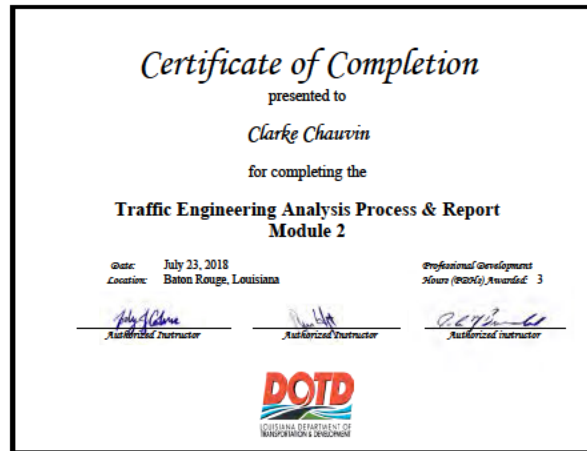 Certificate of Completion
presented to
Clarke Chauvin
for completing the
Traffic Engineering Analysis Process & Report
Module 2
Date: July 23, 2018
Location: Baton Rouge, Louisiana
Professional Development
Hours (PDHs) Awarded: 3
Authorized Instructor
Authorized Instructor
Authorized instructor
DOTD
LOUISIANA DEPARTMENT OF
TRANSPORTATION & DEVELOPMENT